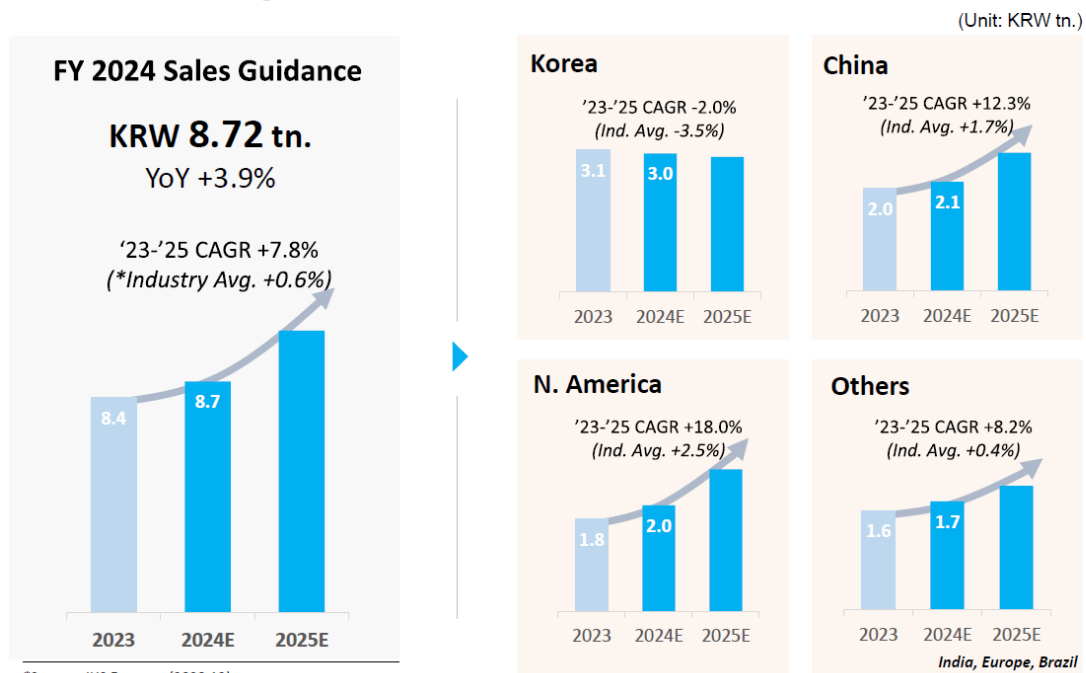 (Unit: KRW tn.)
FY 2024 Sales Guidance
KRW 8.72 tn.
YoY +3.9%
‘23-’25 CAGR +7.8%
(*Industry Avg. +0.6%)
8.4
8.7
2023 2024E 2025E
Korea
’23-’25 CAGR -2.0%
(Ind. Avg. -3.5%)
3.1
3.0
2023 2024E 2025E
China
’23-’25 CAGR +12.3%
(Ind. Avg. +1.7%)
2.0
2.1
2023 2024E 2025E
N. America
’23-’25 CAGR +18.0%
(Ind. Avg. +2.5%)
1.8
2.0
2023 2024E 2025E
Others
’23-’25 CAGR +8.2%
(Ind. Avg. +0.4%)
1.6
1.7
2023 2024E 2025E
India, Europe, Brazil